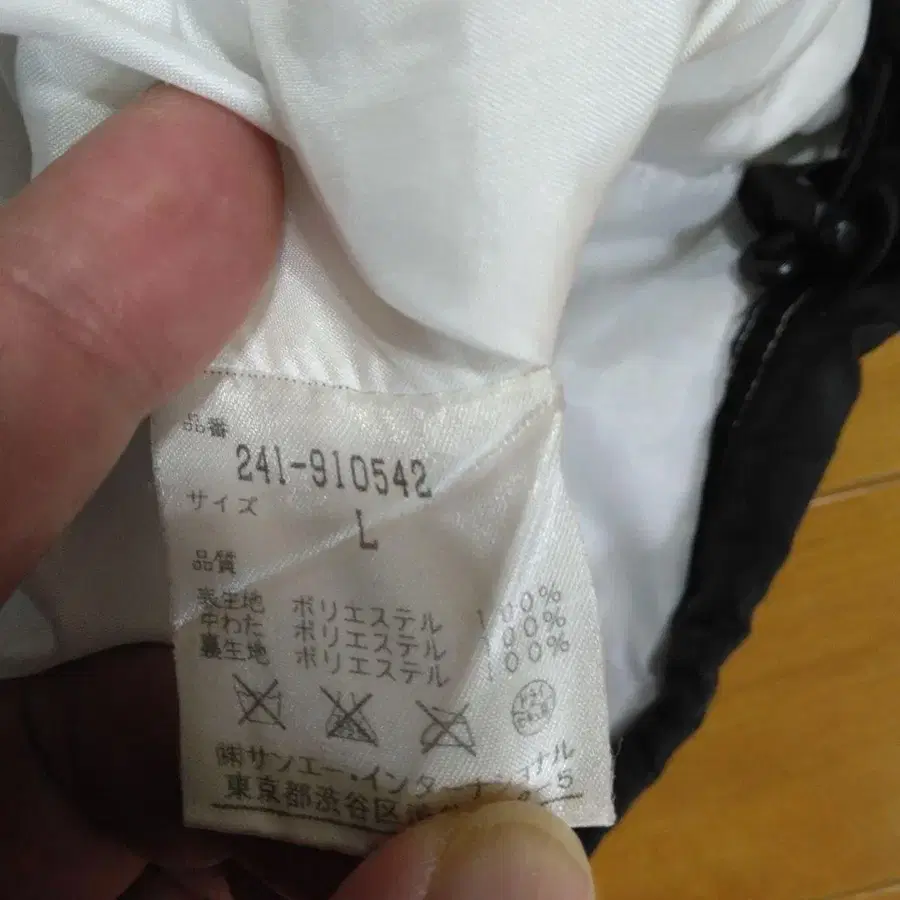 品番
241-910542
サイズ
L
品質
表生地 ポリエステル 100%
中わた ポリエステル 100%
裏生地 ポリエステル 100%
ドライ
㈱サンエー・インターナショナル
東京都渋谷区